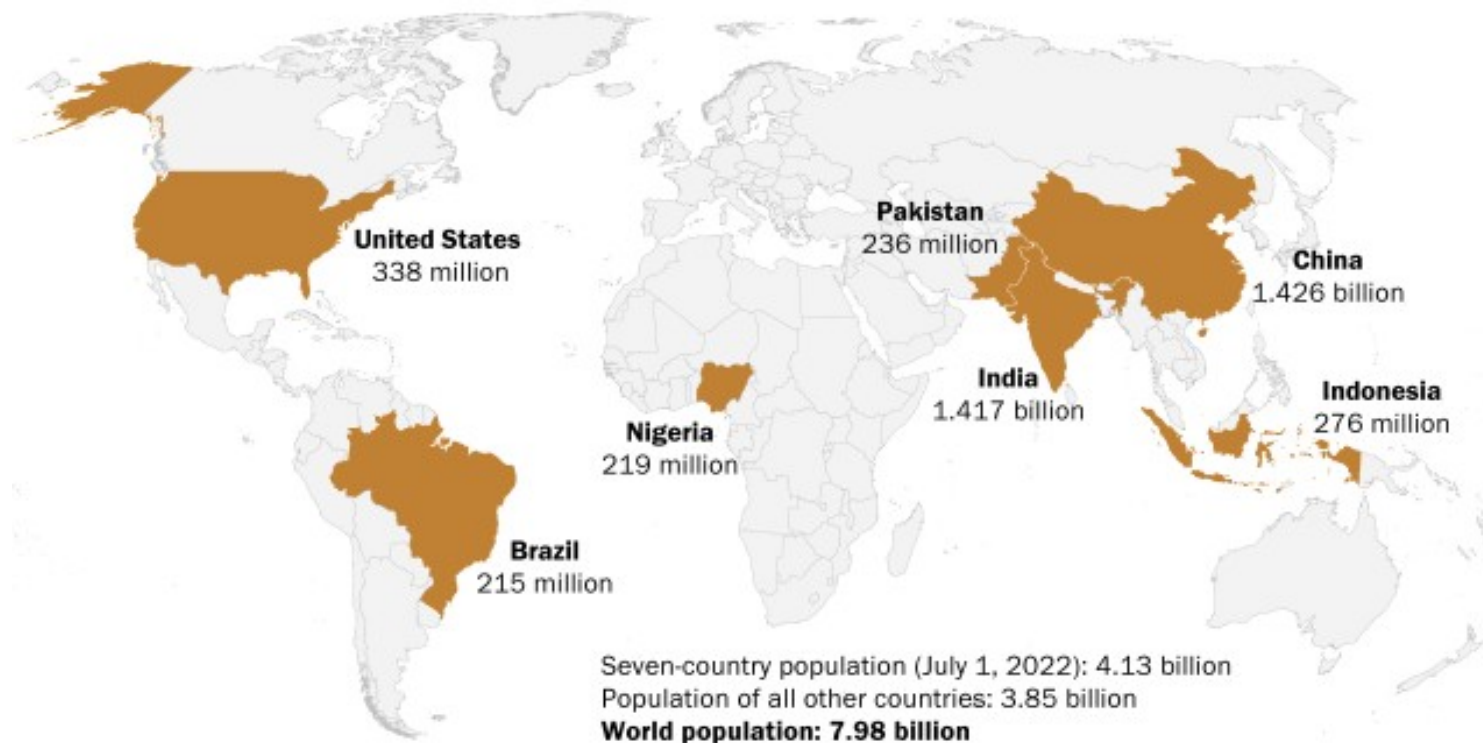 Pakistan
236 million
United States
338 million
China
1.426 billion
India
1.417 billion
Indonesia
276 million
Nigeria
219 million
Brazil
215 million
Seven-country population (July 1, 2022): 4.13 billion
Population of all other countries: 3.85 billion
World population: 7.98 billion